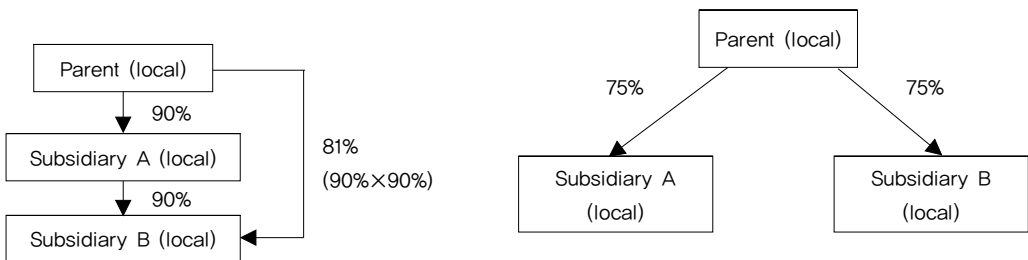 Parent (local)
90%
Subsidiary A (local)
90%
Subsidiary B (local)
81%
(90%×90%)
Parent (local)
75%
75%
Subsidiary A
(local)
Subsidiary B
(local)